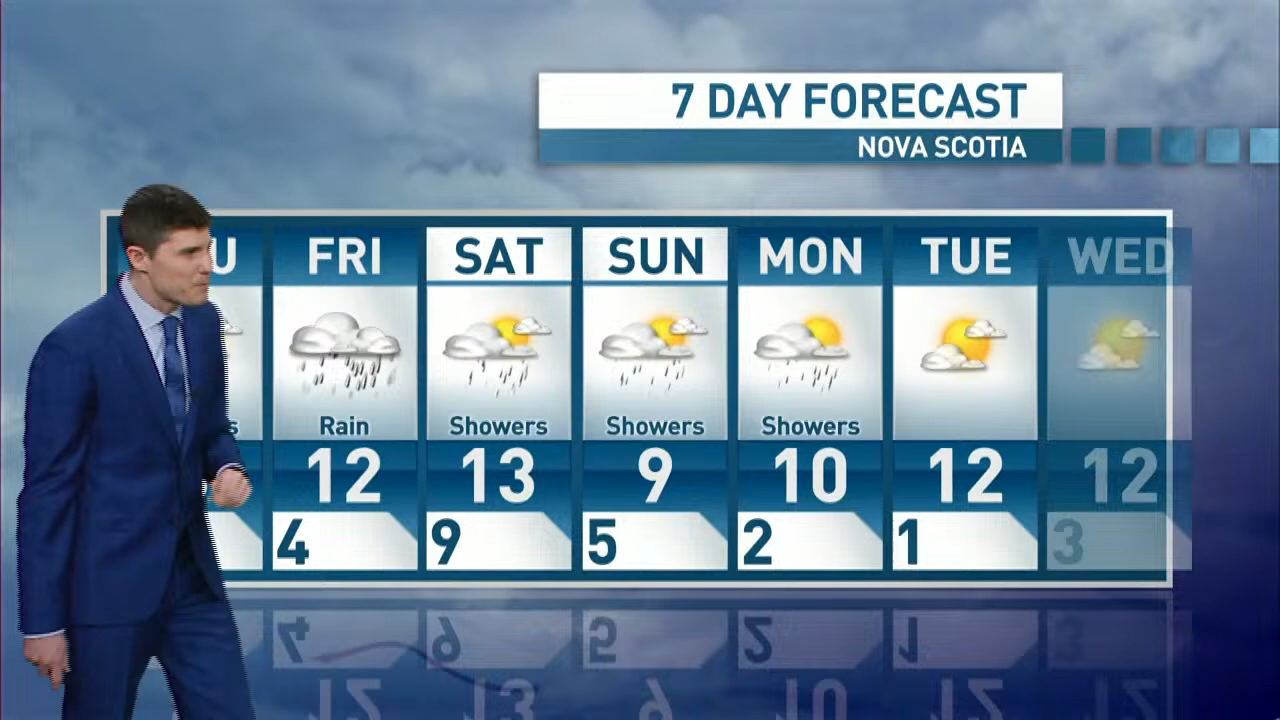 7 DAY FORECAST
NOVA SCOTIA
U FRI SAT SUN MON TUE WED
s Rain Showers Showers Showers
12 13 9 10 12 12
4 9 5 2 1 3